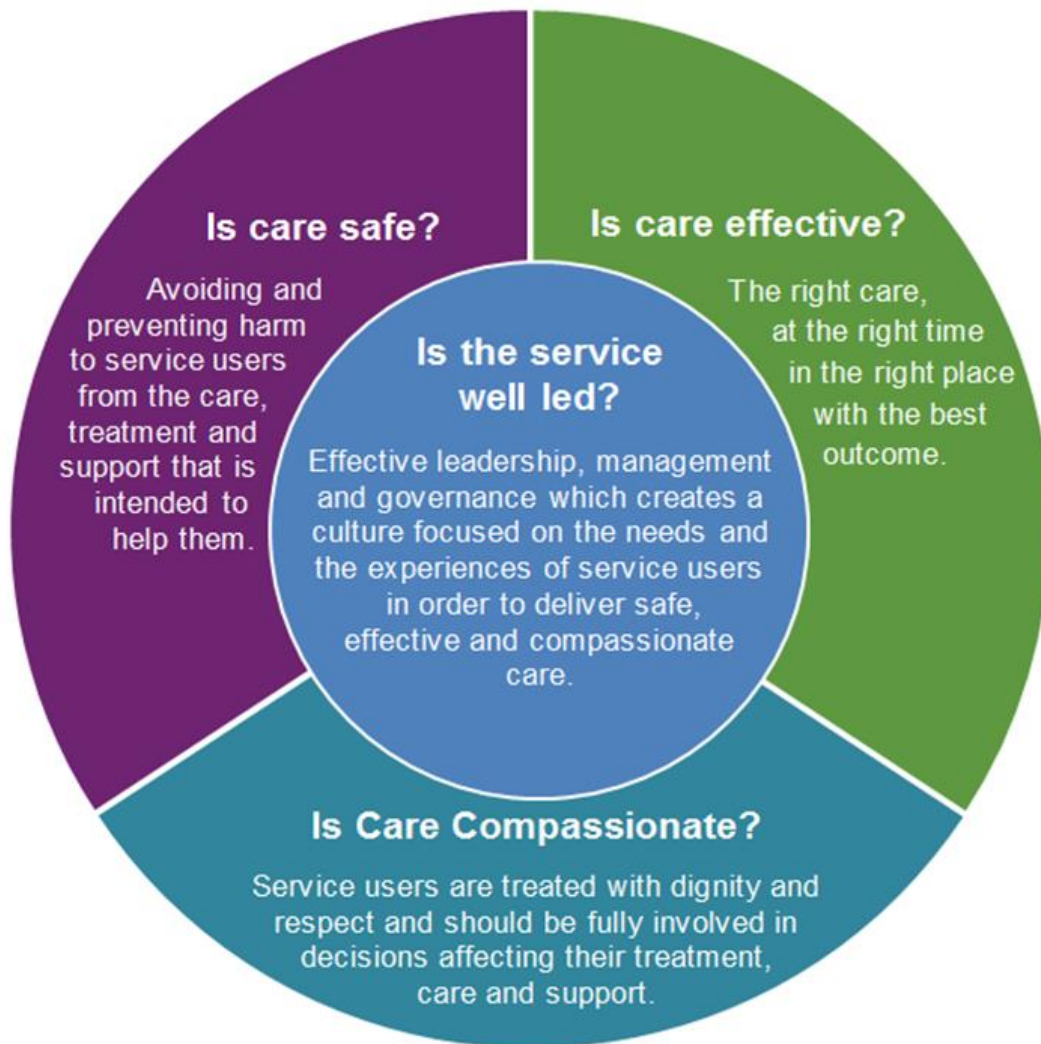 Is care safe?
Avoiding and
preventing harm
to service users
from the care,
treatment and
support that is
intended to
help them.
Is care effective?
The right care,
at the right time
in the right place
with the best
outcome.
Is the service
well led?
Effective leadership, management
and governance which creates a
culture focused on the needs and
the experiences of service users
in order to deliver safe,
effective and compassionate
care.
Is Care Compassionate?
Service users are treated with dignity and
respect and should be fully involved in
decisions affecting their treatment,
care and support.